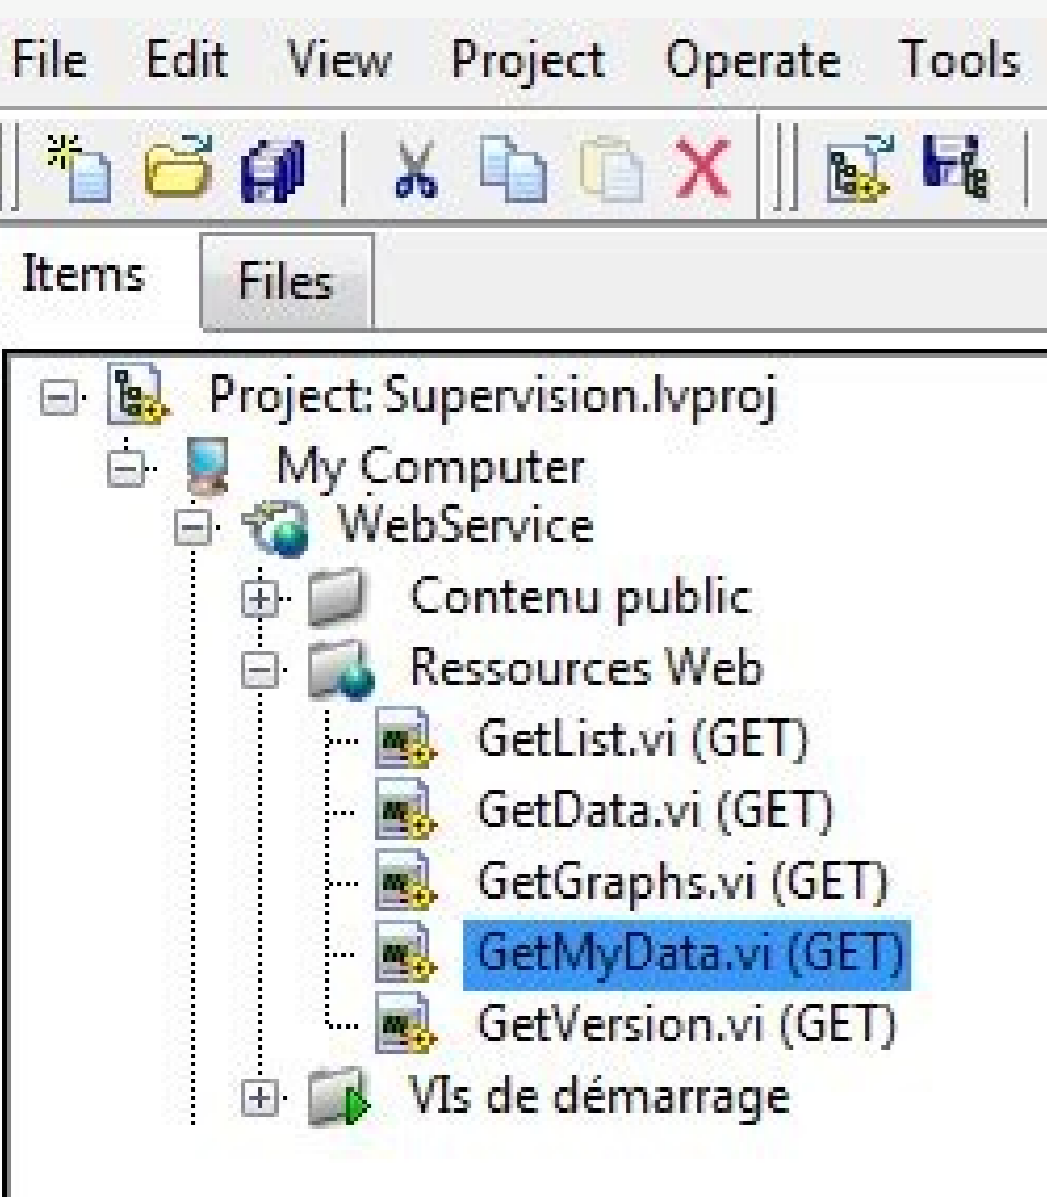 File Edit View Project Operate Tools
Items Files
Project: Supervision.lvproj
My Computer
WebService
Contenu public
Ressources Web
GetList.vi (GET)
GetData.vi (GET)
GetGraphs.vi (GET)
GetMyData.vi (GET)
GetVersion.vi (GET)
VIs de démarrage